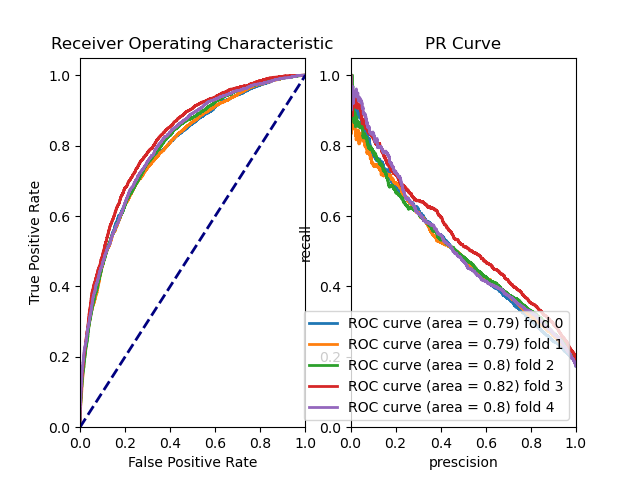 Receiver Operating Characteristic
PR Curve
1.0
0.8
0.6
0.4
0.2
0.0
True Positive Rate
0.0 0.2 0.4 0.6 0.8 1.0
False Positive Rate
1.0
0.8
0.6
0.4
0.2
0.0
recall
ROC curve (area = 0.79) fold 0
ROC curve (area = 0.79) fold 1
ROC curve (area = 0.8) fold 2
ROC curve (area = 0.82) fold 3
ROC curve (area = 0.8) fold 4
0.0 0.2 0.4 0.6 0.8 1.0
prescision